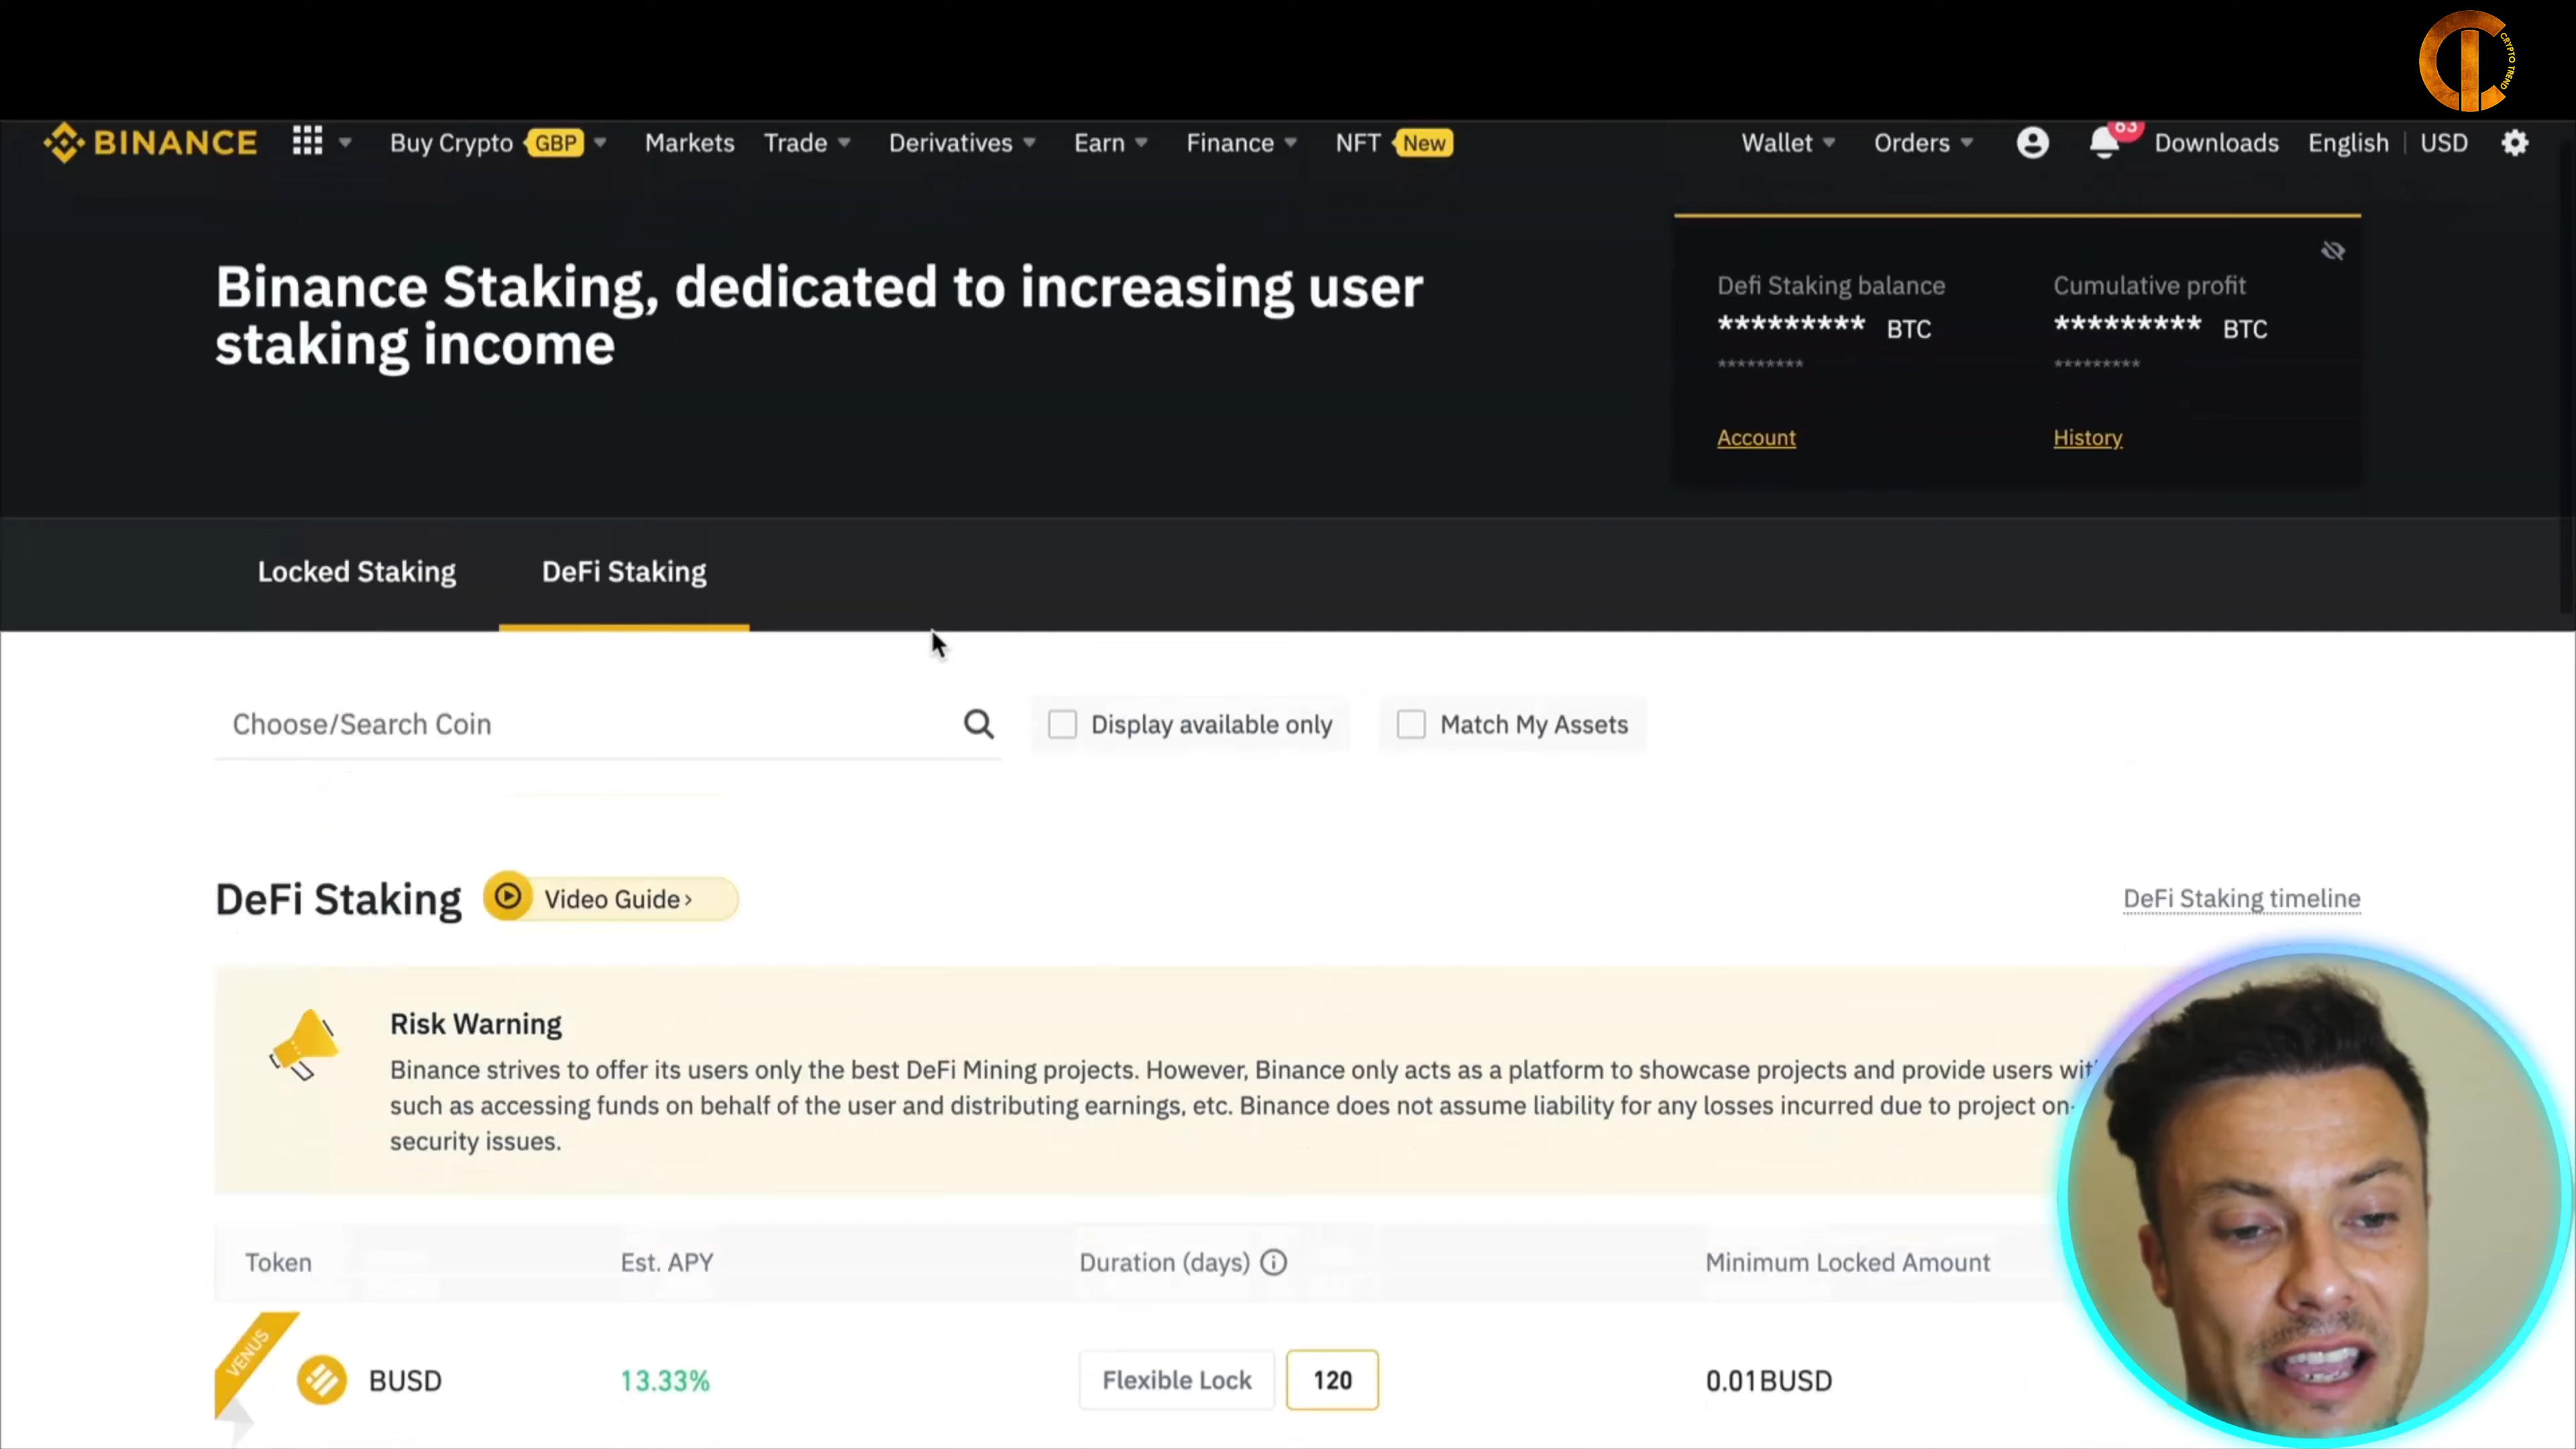 CRYPTO TREND
BINANCE Buy Crypto GBP Markets Trade Derivatives Earn Finance NFT New Wallet Orders 63 Downloads English USD
Binance Staking, dedicated to increasing user
staking income
Defi Staking balance Cumulative profit
********* BTC ********* BTC
********* *********
Account History
Locked Staking DeFi Staking
Choose/Search Coin Display available only Match My Assets
DeFi Staking Video Guide› DeFi Staking timeline
Risk Warning
Binance strives to offer its users only the best DeFi Mining projects. However, Binance only acts as a platform to showcase projects and provide users
such as accessing funds on behalf of the user and distributing earnings, etc. Binance does not assume liability for any losses incurred due to project on-
security issues.
Token Est. APY Duration (days) Minimum Locked Amount
VENUS BUSD 13.33% Flexible Lock 120 0.01BUSD